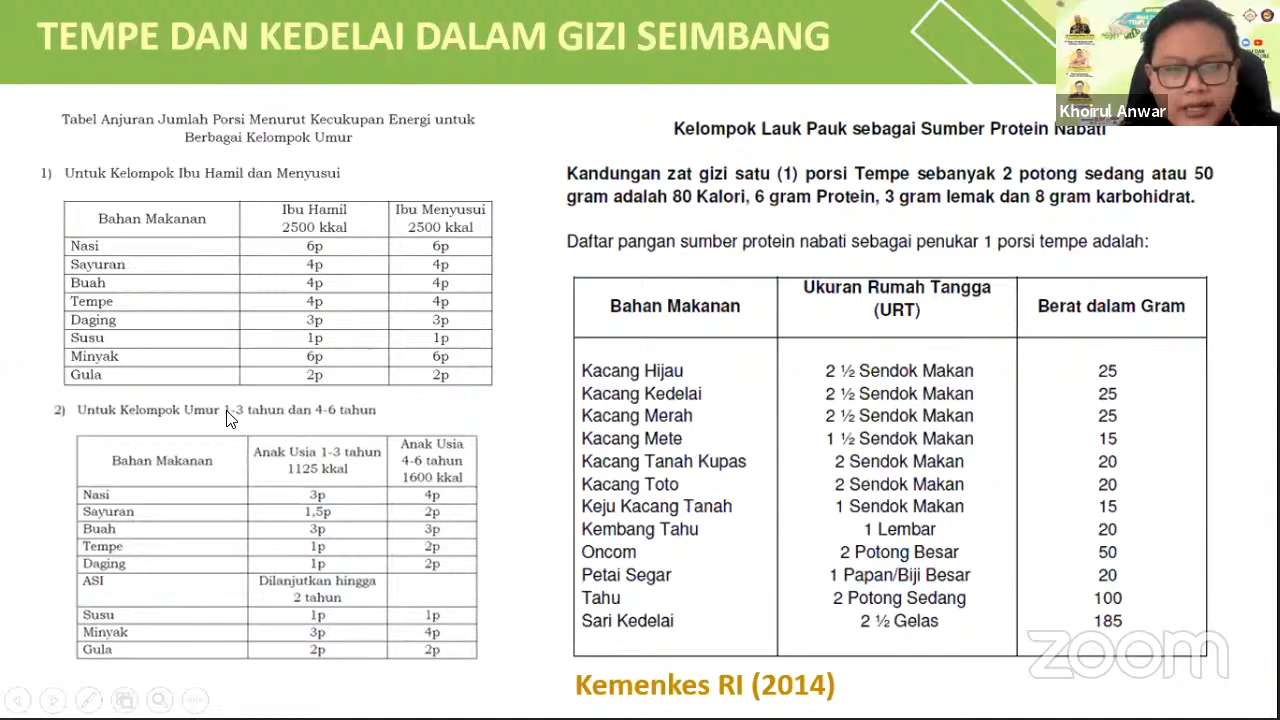 TEMPE DAN KEDELAI DALAM GIZI SEIMBANG
Khoirul Anwar
Tabel Anjuran Jumlah Porsi Menurut Kecukupan Energi untuk
Berbagai Kelompok Umur
1) Untuk Kelompok Ibu Hamil dan Menyusui
Bahan Makanan Ibu Hamil 2500 kkal Ibu Menyusui 2500 kkal
Nasi 6p 6p
Sayuran 4p 4p
Buah 4p 4p
Tempe 4p 4p
Daging 3p 3p
Susu 1p 1p
Minyak 6p 6p
Gula 2p 2p
2) Untuk Kelompok Umur 1-3 tahun dan 4-6 tahun
Bahan Makanan Anak Usia 1-3 tahun 1125 kkal Anak Usia 4-6 tahun 1600 kkal
Nasi 3p 4p
Sayuran 1,5p 2p
Buah 3p 3p
Tempe 1p 2p
Daging 1p 2p
ASI Dilanjutkan hingga 2 tahun
Susu 1p 1p
Minyak 3p 4p
Gula 2p 2p
Kelompok Lauk Pauk sebagai Sumber Protein Nabati
Kandungan zat gizi satu (1) porsi Tempe sebanyak 2 potong sedang atau 50
gram adalah 80 Kalori, 6 gram Protein, 3 gram lemak dan 8 gram karbohidrat.
Daftar pangan sumber protein nabati sebagai penukar 1 porsi tempe adalah:
Bahan Makanan Ukuran Rumah Tangga (URT) Berat dalam Gram
Kacang Hijau 2 ½ Sendok Makan 25
Kacang Kedelai 2 ½ Sendok Makan 25
Kacang Merah 2 ½ Sendok Makan 25
Kacang Mete 1 ½ Sendok Makan 15
Kacang Tanah Kupas 2 Sendok Makan 20
Kacang Toto 2 Sendok Makan 20
Keju Kacang Tanah 1 Sendok Makan 15
Kembang Tahu 1 Lembar 20
Oncom 2 Potong Besar 50
Petai Segar 1 Papan/Biji Besar 20
Tahu 2 Potong Sedang 100
Sari Kedelai 2 ½ Gelas 185
Kemenkes RI (2014)
zoom